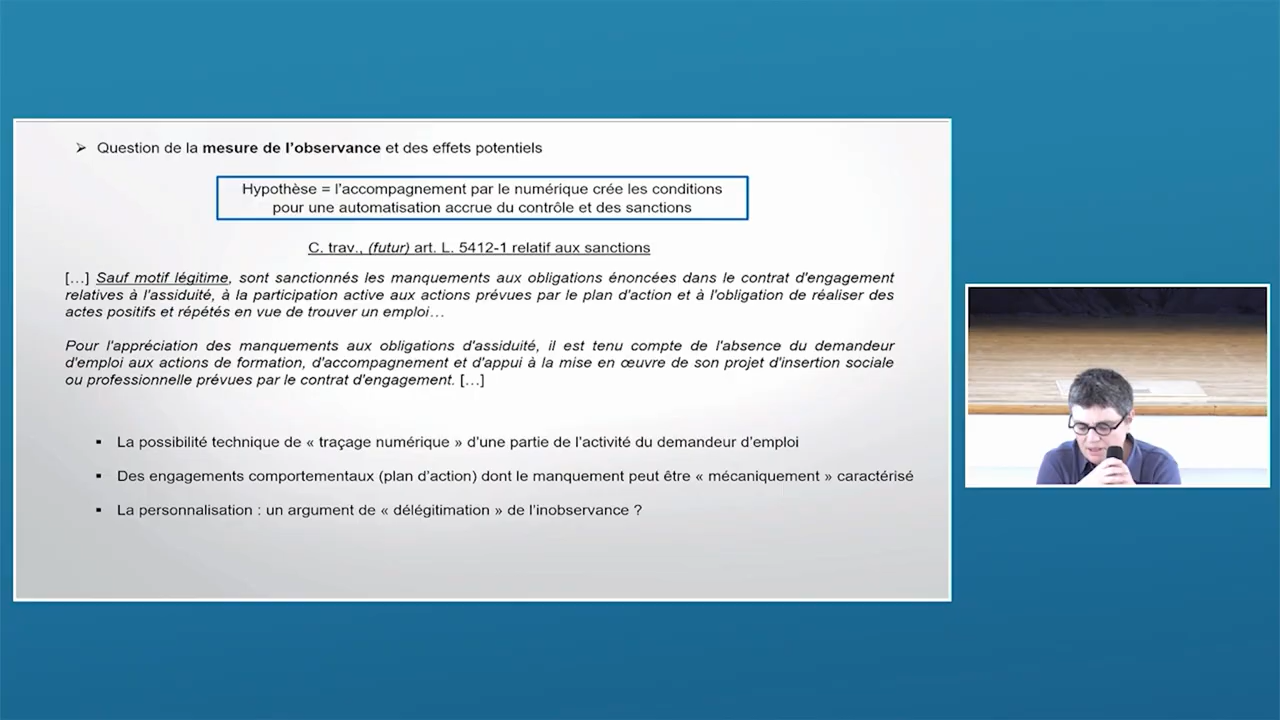 ➢ Question de la mesure de l'observance et des effets potentiels
Hypothèse = l'accompagnement par le numérique crée les conditions
pour une automatisation accrue du contrôle et des sanctions
C. trav., (futur) art. L. 5412-1 relatif aux sanctions
[…] Sauf motif légitime, sont sanctionnés les manquements aux obligations énoncées dans le contrat d'engagement
relatives à l'assiduité, à la participation active aux actions prévues par le plan d'action et à l'obligation de réaliser des
actes positifs et répétés en vue de trouver un emploi…
Pour l'appréciation des manquements aux obligations d'assiduité, il est tenu compte de l'absence du demandeur
d'emploi aux actions de formation, d'accompagnement et d'appui à la mise en œuvre de son projet d'insertion sociale
ou professionnelle prévues par le contrat d'engagement. […]
▪ La possibilité technique de « traçage numérique » d'une partie de l'activité du demandeur d'emploi
▪ Des engagements comportementaux (plan d'action) dont le manquement peut être « mécaniquement » caractérisé
▪ La personnalisation : un argument de « délégitimation » de l'inobservance ?